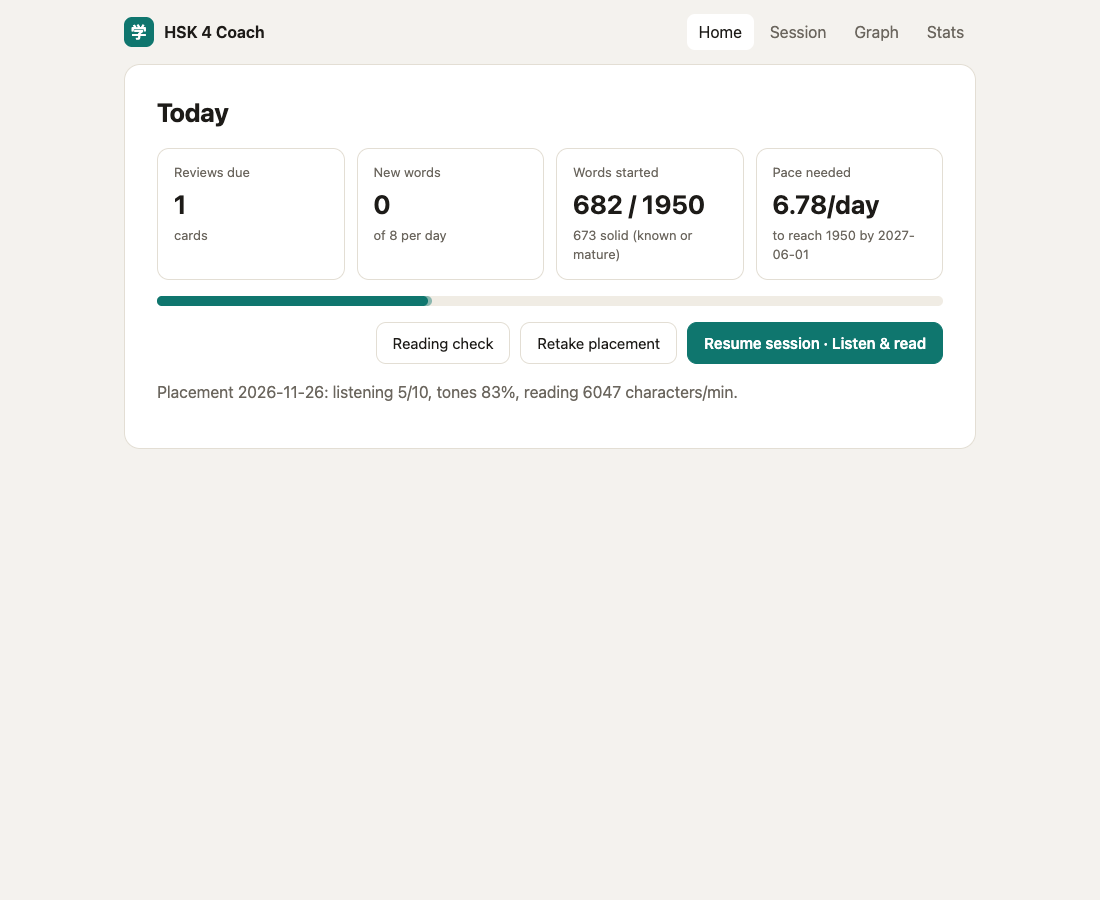 学 HSK 4 Coach
Home Session Graph Stats
Today
Reviews due
1
cards
New words
0
of 8 per day
Words started
682 / 1950
673 solid (known or
mature)
Pace needed
6.78/day
to reach 1950 by 2027-
06-01
Reading check
Retake placement
Resume session · Listen & read
Placement 2026-11-26: listening 5/10, tones 83%, reading 6047 characters/min.